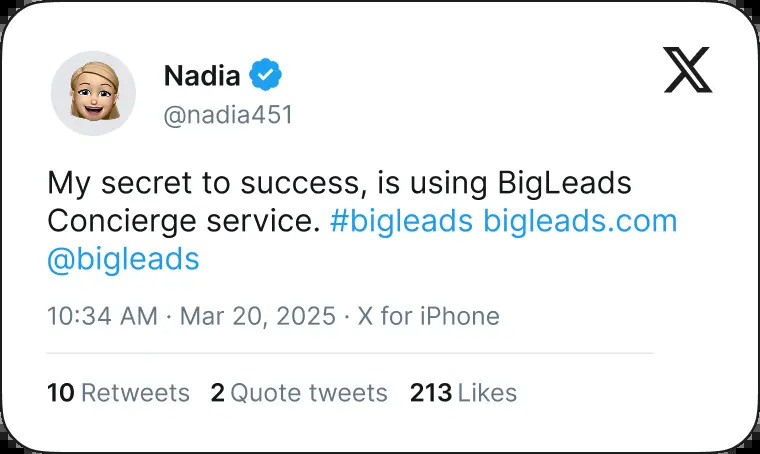 Nadia
@nadia451
My secret to success, is using BigLeads
Concierge service. #bigleads bigleads.com
@bigleads
10:34 AM · Mar 20, 2025 · X for iPhone
10 Retweets 2 Quote tweets 213 Likes